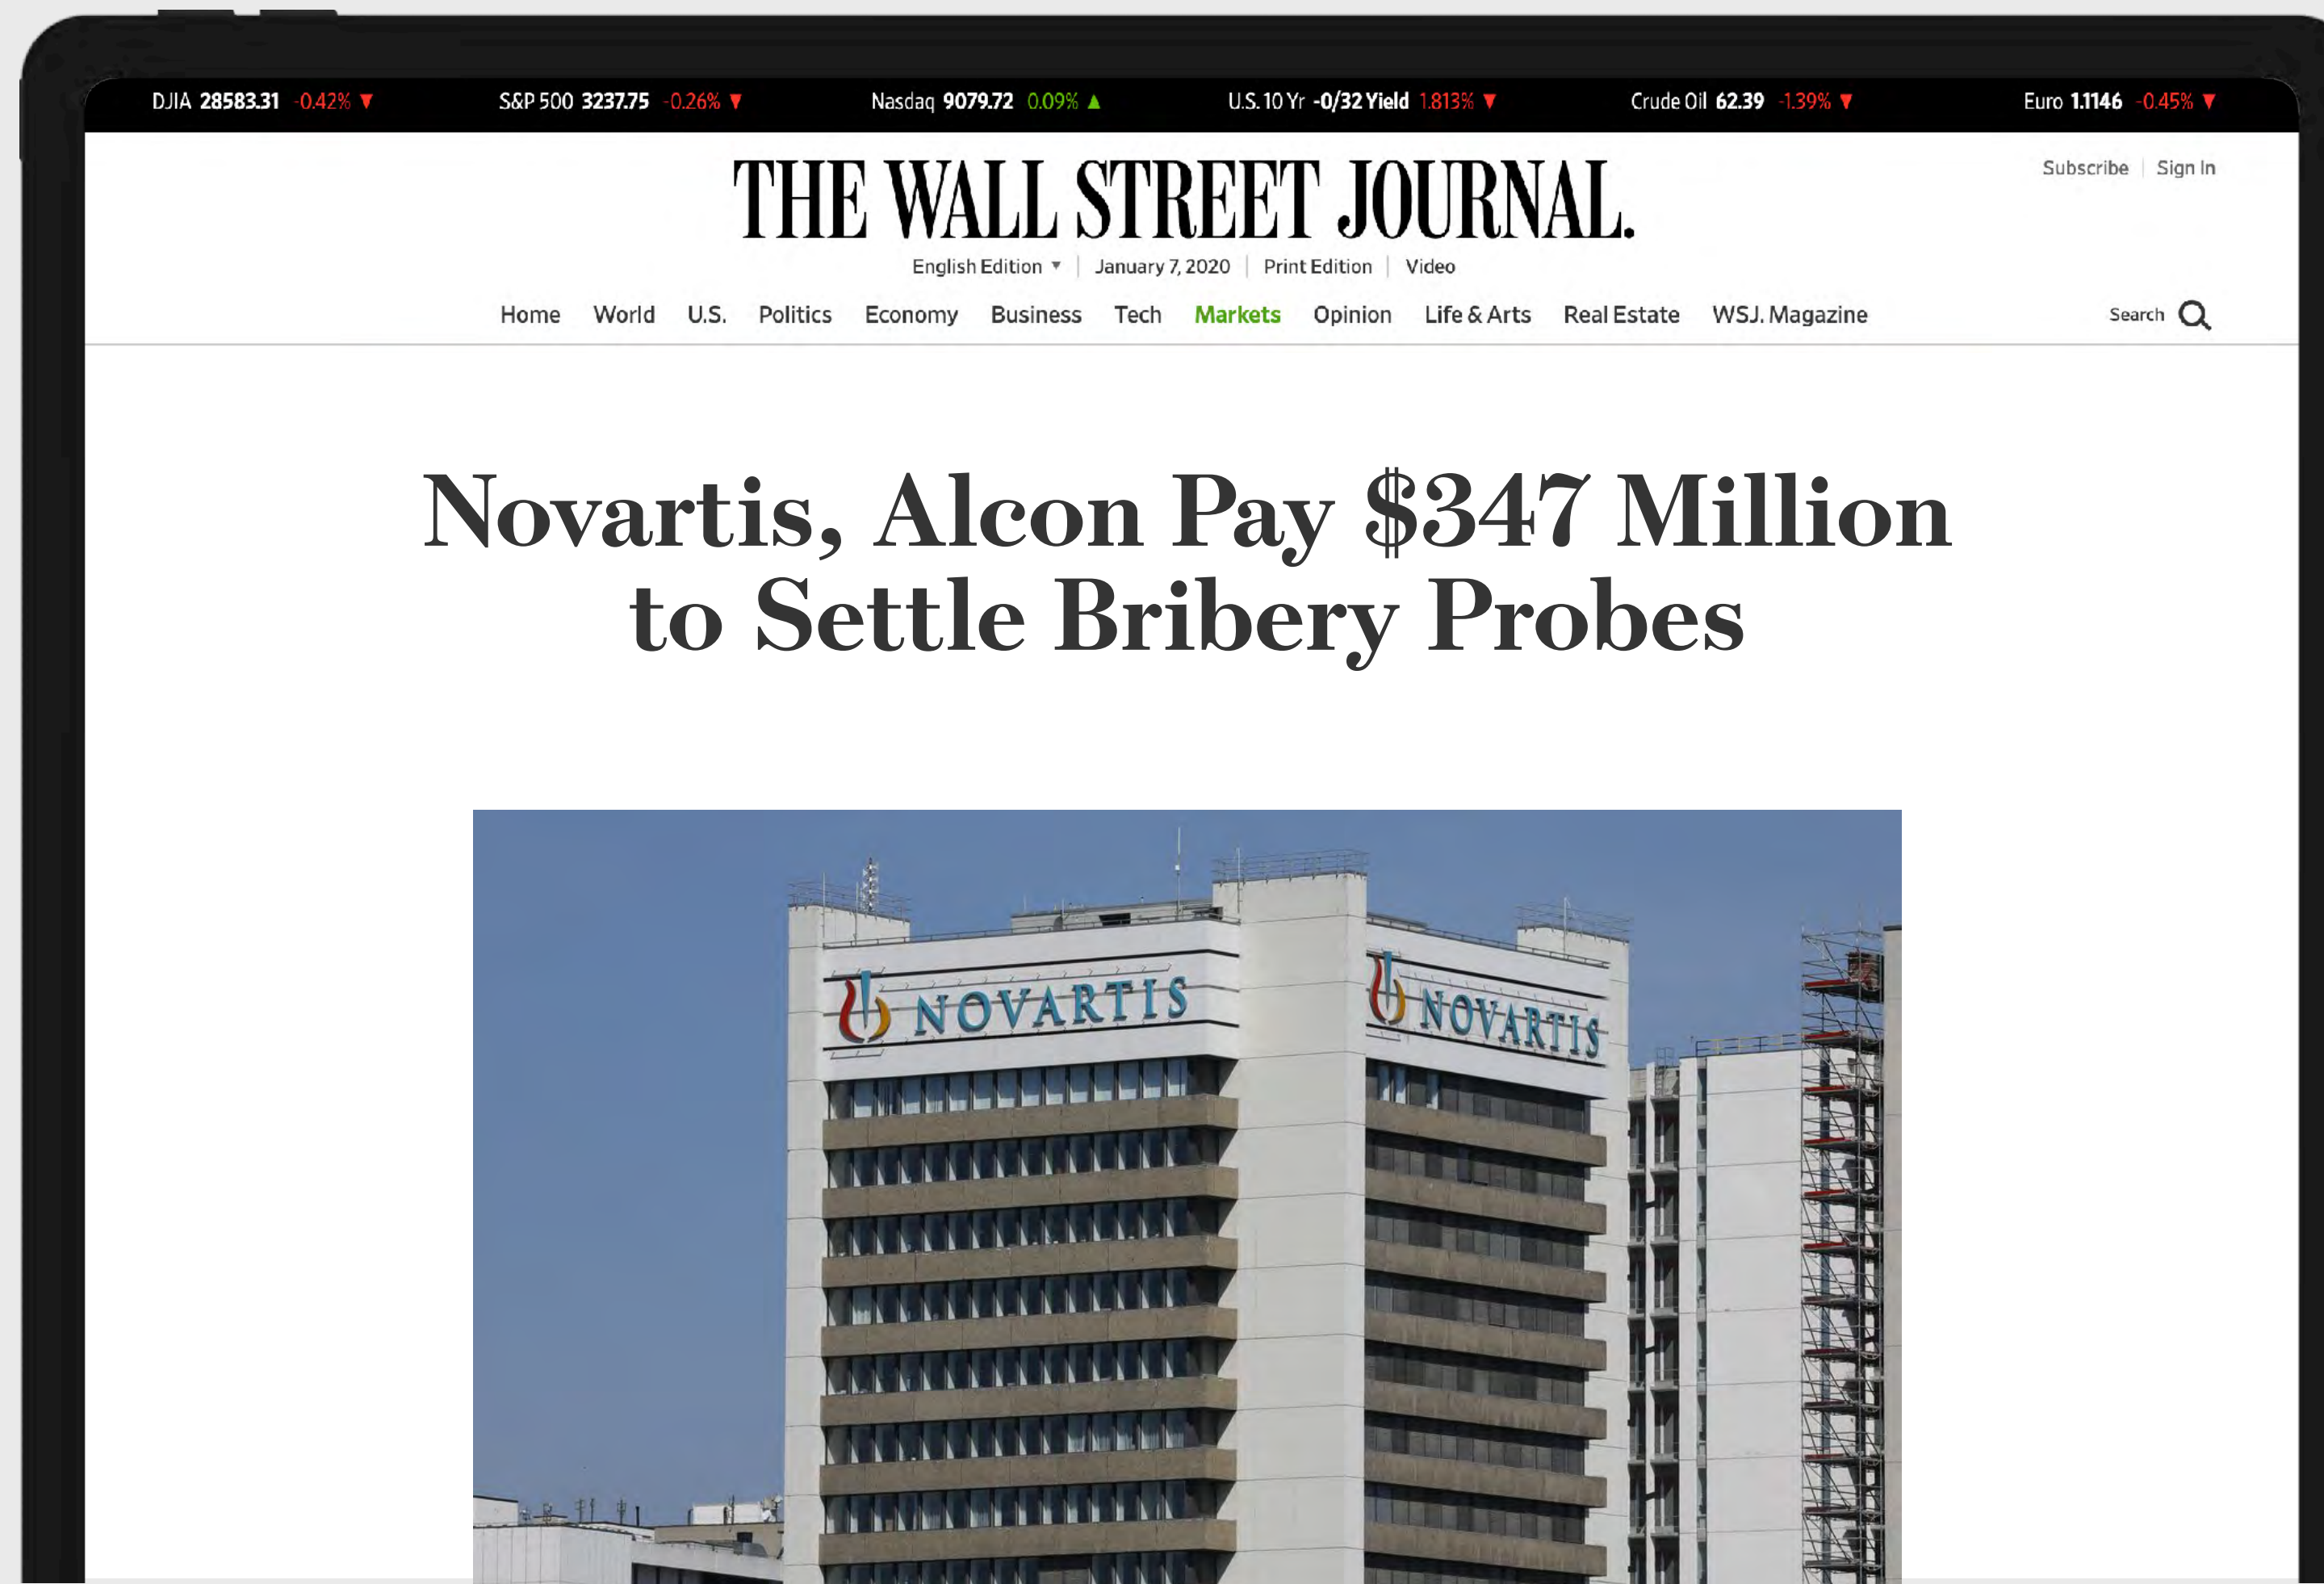 DJIA 28583.31 -0.42% ▼ S&P 500 3237.75 -0.26% ▼ Nasdaq 9079.72 0.09% ▲ U.S. 10 Yr -0/32 Yield 1.813% ▼ Crude Oil 62.39 -1.39% ▼ Euro 1.1146 -0.45% ▼
Subscribe | Sign In
THE WALL STREET JOURNAL.
English Edition ▼ | January 7, 2020 | Print Edition | Video
Home World U.S. Politics Economy Business Tech Markets Opinion Life & Arts Real Estate WSJ. Magazine Search
Novartis, Alcon Pay $347 Million
to Settle Bribery Probes
NOVARTIS NOVARTIS